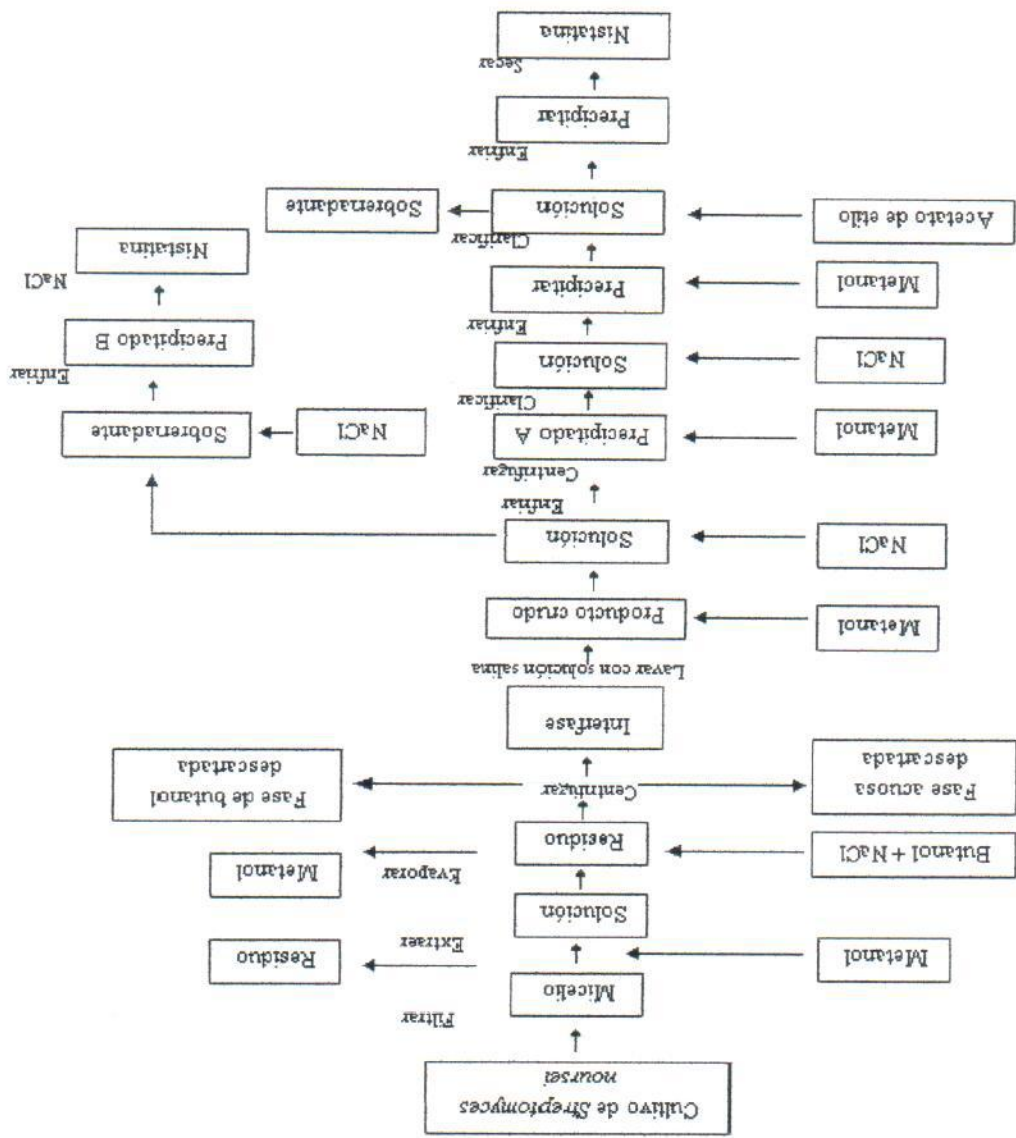 Cultivo de Streptomyces
noursei
Filtrar
Micelio
Residuo
Extraer
Metanol
Solución
Metanol
Evaporar
Residuo
Butanol + NaCl
Fase de butanol
descartada
Centrifugar
Fase acuosa
descartada
Interfase
Lavar con solución salina
Producto crudo
Metanol
Solución
NaCl
Enfriar
Centrifugar
Sobrenadante
NaCl
Precipitado A
Metanol
Enfriar
Clarificar
Precipitado B
Solución
NaCl
NaCl
Enfriar
Nistatina
Precipitar
Metanol
Clarificar
Sobrenadante
Solución
Acetato de etilo
Enfriar
Precipitar
Secar
Nistatina